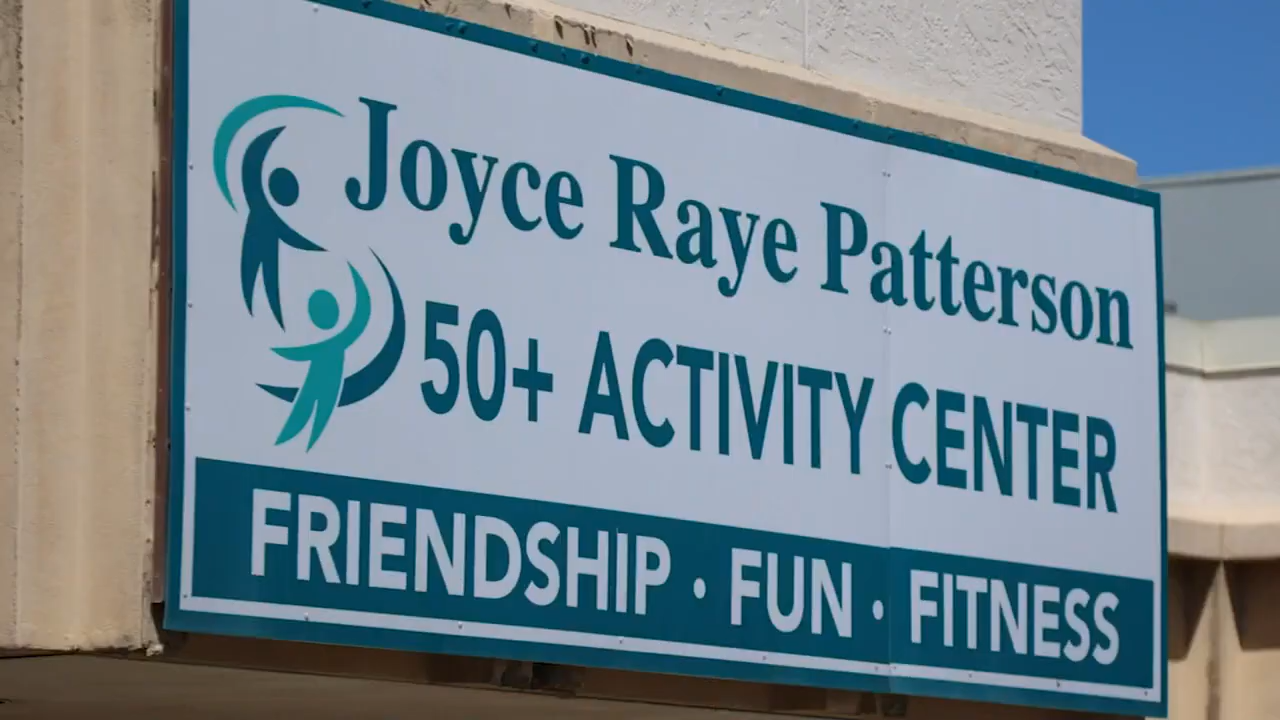 Joyce Raye Patterson
50+ ACTIVITY CENTER
FRIENDSHIP · FUN · FITNESS